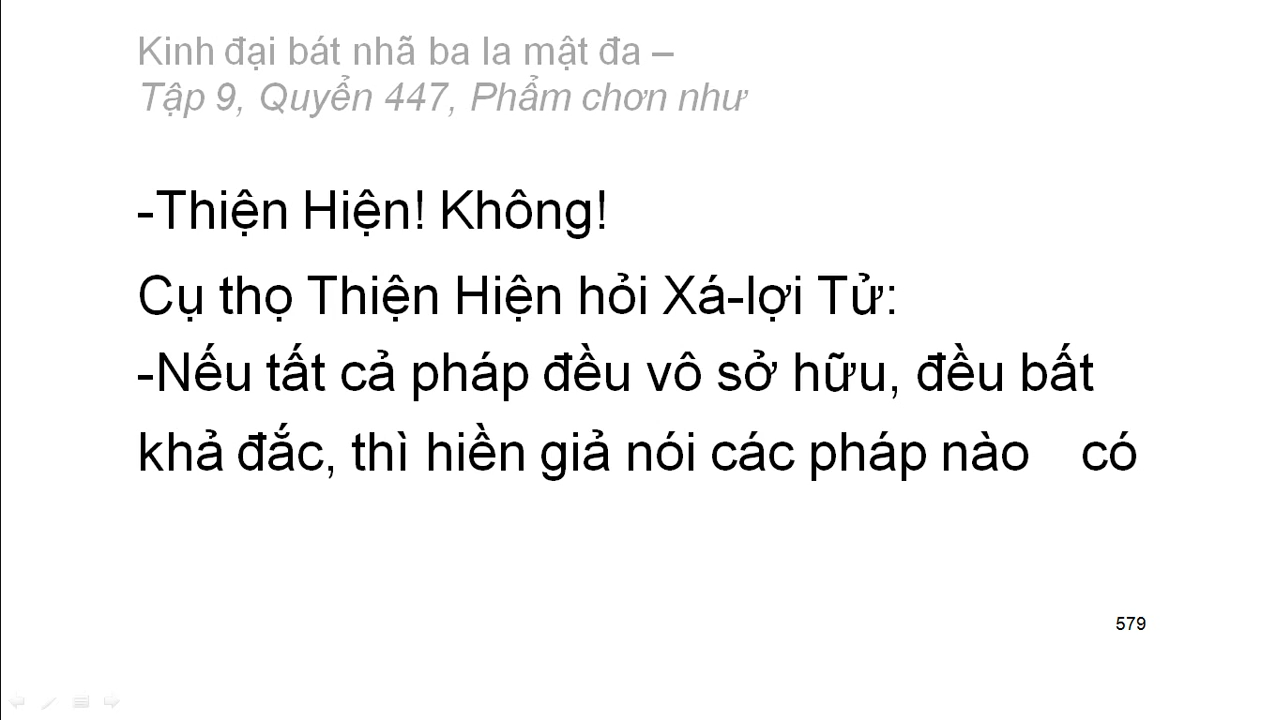 Kinh đại bát nhã ba la mật đa –
Tập 9, Quyển 447, Phẩm chơn như
-Thiện Hiện! Không!
Cụ thọ Thiện Hiện hỏi Xá-lợi Tử:
-Nếu tất cả pháp đều vô sở hữu, đều bất
khả đắc, thì hiền giả nói các pháp nào có
579